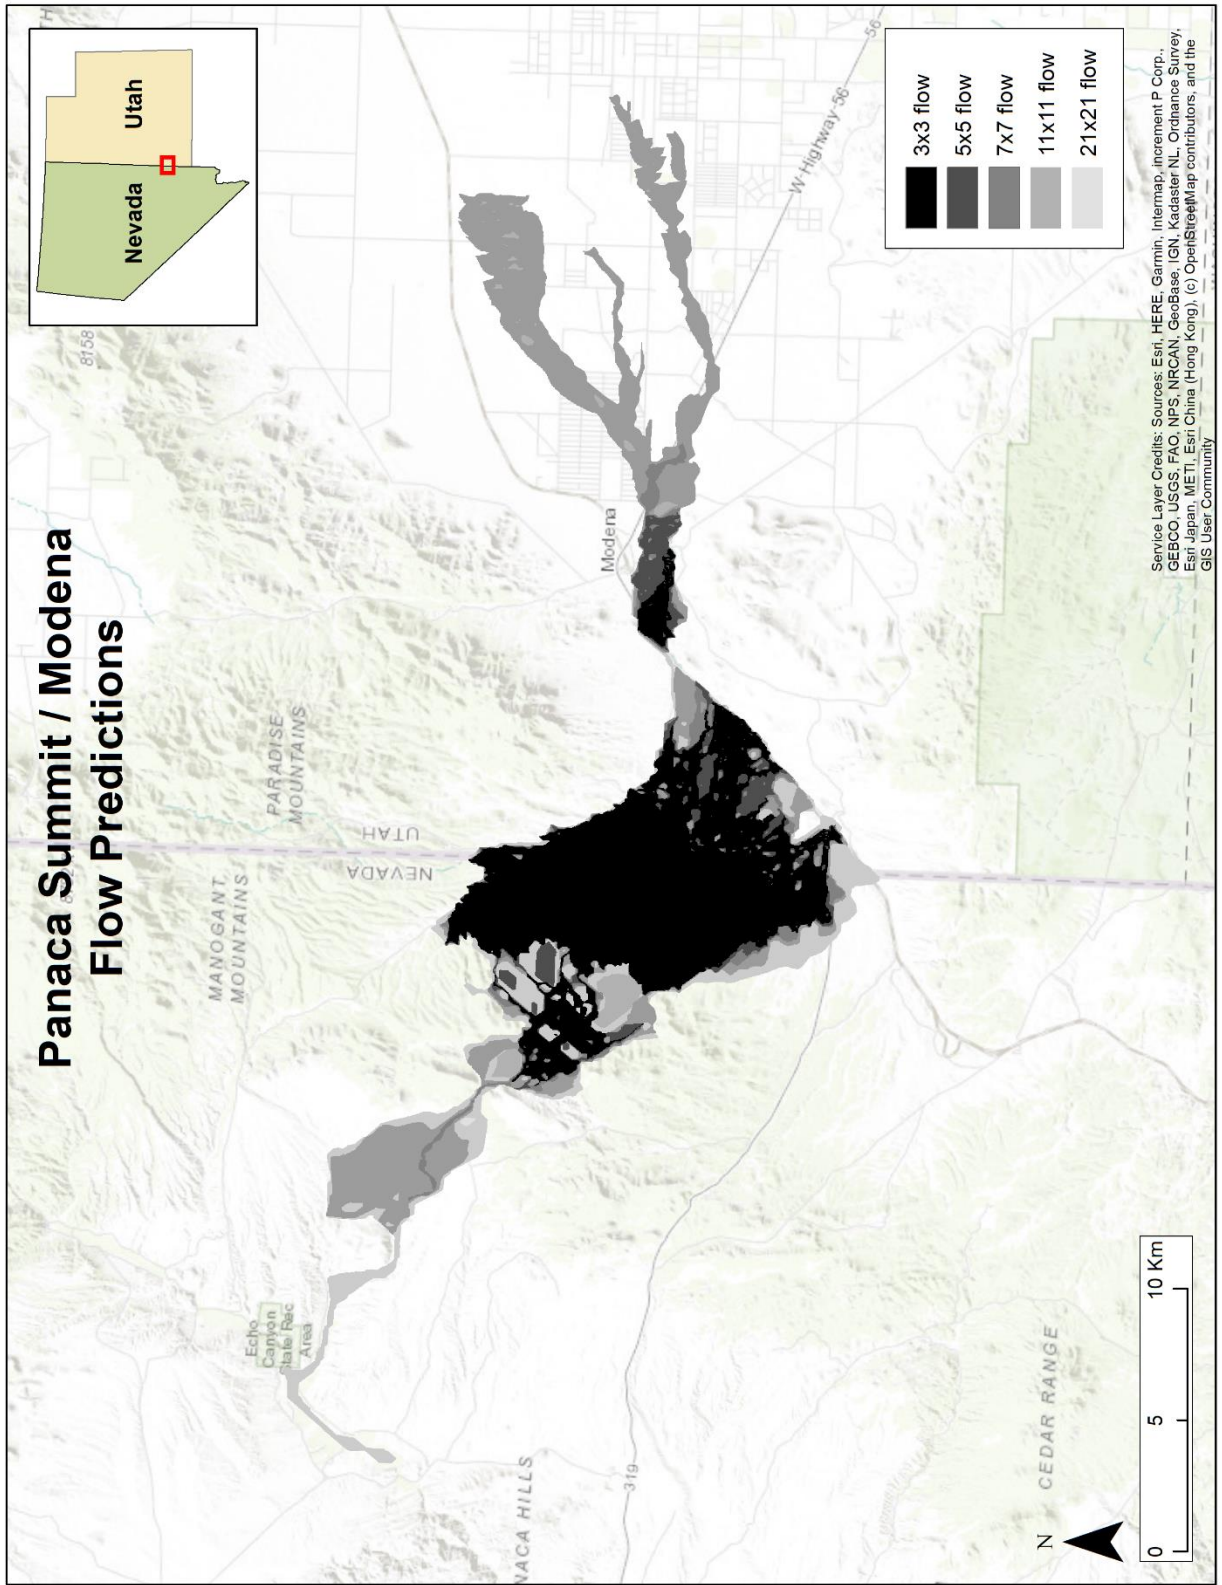 Panaca Summit / Modena
Flow Predictions
Nevada
Utah
8158
MANOGANT
MOUNTAINS
PARADISE
MOUNTAINS
NEVADA
UTAH
Echo
Canyon
State Rec
Area
Modena
NACA HILLS
319
W-Highway-56
56
CEDAR RANGE
N
0
5
10 Km
3x3 flow
5x5 flow
7x7 flow
11x11 flow
21x21 flow
Service Layer Credits: Sources: Esri, HERE, Garmin, Intermap, increment P Corp.,
GEBCO, USGS, FAO, NPS, NRCAN, GeoBase, IGN, Kadaster NL, Ordnance Survey,
Esri Japan, METI, Esri China (Hong Kong), (c) OpenStreetMap contributors, and the
GIS User Community